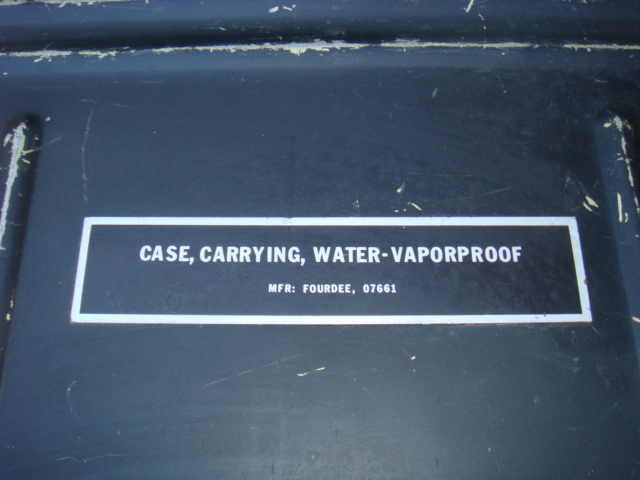 CASE, CARRYING, WATER-VAPORPROOF
MFR: FOURDEE, 07661